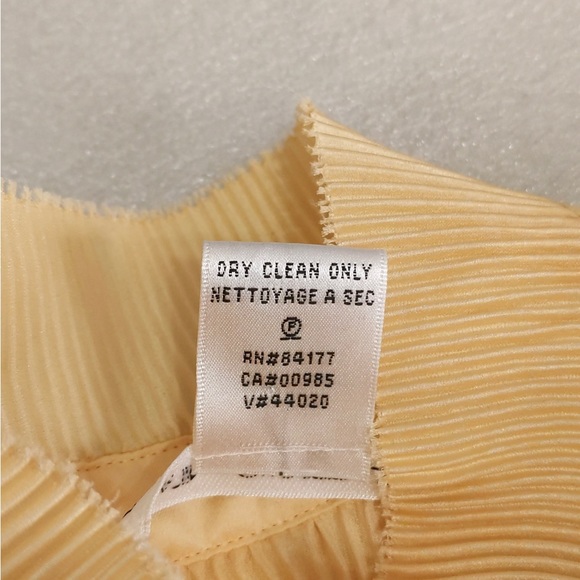 DRY CLEAN ONLY
NETTOYAGE A SEC
P
RN#84177
CA#00985
V#44020